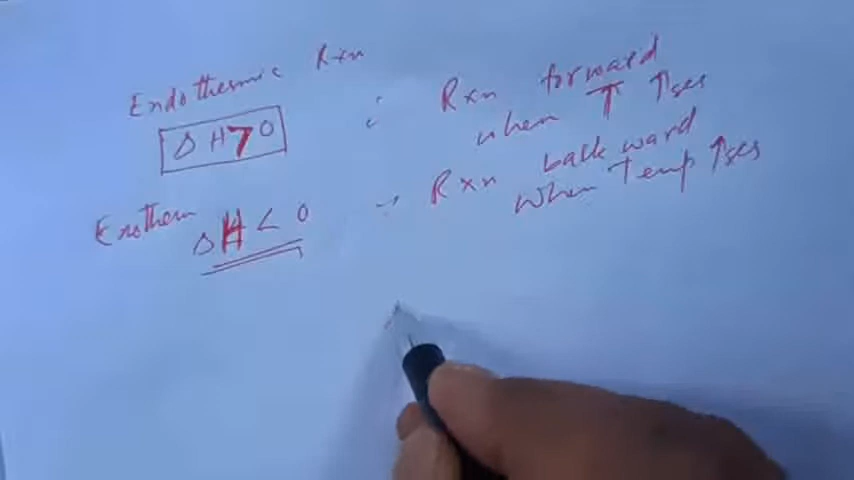 Endothermic Rxn
ΔH>0
: Rxn forward
when T ↑ses
Exotherm
ΔH < 0
→ Rxn backward
when Temp ↑ses